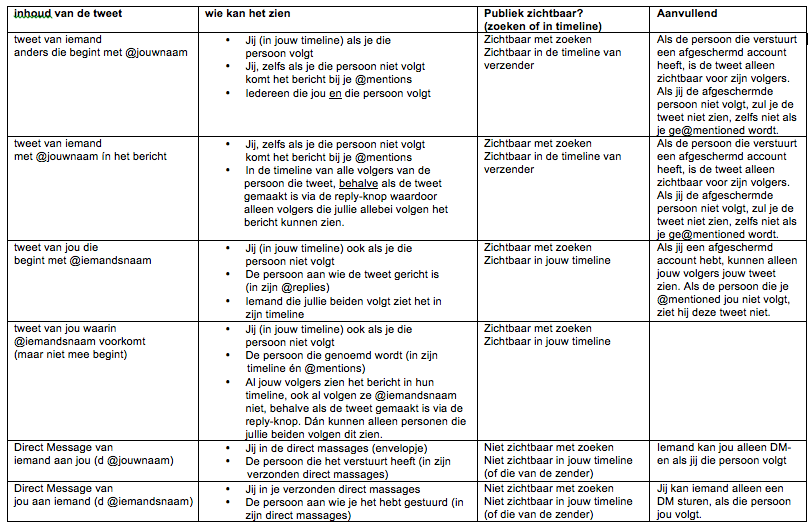 inhoud van de tweet
wie kan het zien
Publiek zichtbaar?
(zoeken of in timeline)
Aanvullend
tweet van iemand
anders die begint met @jouwnaam
• Jij (in jouw timeline) als je die
persoon volgt
• Jij, zelfs als je die persoon niet volgt
komt het bericht bij je @mentions
• Iedereen die jou en die persoon volgt
Zichtbaar met zoeken
Zichtbaar in de timeline van
verzender
Als de persoon die verstuurt
een afgeschermd account
heeft, is de tweet alleen
zichtbaar voor zijn volgers.
Als jij de afgeschermde
persoon niet volgt, zul je de
tweet niet zien, zelfs niet als
je ge@mentioned wordt.
tweet van iemand
met @jouwnaam ín het bericht
• Jij, zelfs als je die persoon niet volgt
komt het bericht bij je @mentions
• In de timeline van alle volgers van de
persoon die tweet, behalve als de tweet
gemaakt is via de reply-knop waardoor
alleen volgers die jullie allebei volgen het
bericht kunnen zien.
Zichtbaar met zoeken
Zichtbaar in de timeline van
verzender
Als de persoon die verstuurt
een afgeschermd account
heeft, is de tweet alleen
zichtbaar voor zijn volgers.
Als jij de afgeschermde
persoon niet volgt, zul je de
tweet niet zien, zelfs niet als
je ge@mentioned wordt.
tweet van jou die
begint met @iemandsnaam
• Jij (in jouw timeline) ook als je die
persoon niet volgt
• De persoon aan wie de tweet gericht is
(in zijn @replies)
• Iemand die jullie beiden volgt ziet het in
zijn timeline
Zichtbaar met zoeken
Zichtbaar in jouw timeline
Als jij een afgeschermd
account hebt, kunnen alleen
jouw volgers jouw tweet
zien. Als de persoon die je
@mentioned jou niet volgt,
ziet hij deze tweet niet.
tweet van jou waarin
@iemandsnaam voorkomt
(maar niet mee begint)
• Jij (in jouw timeline) ook als je die
persoon niet volgt
• De persoon die genoemd wordt (in zijn
timeline én @mentions)
• Al jouw volgers zien het bericht in hun
timeline, ook al volgen ze @iemandsnaam
niet, behalve als de tweet gemaakt is via de
reply-knop. Dán kunnen alleen personen die
jullie beiden volgen dit zien.
Zichtbaar met zoeken
Zichtbaar in jouw timeline
Direct Message van
iemand aan jou (d @jouwnaam)
• Jij in de direct massages (envelopje)
• De persoon die het verstuurt heeft (in zijn
verzonden direct massages)
Niet zichtbaar met zoeken
Niet zichtbaar in jouw timeline
(of die van de zender)
Iemand kan jou alleen DM-
en als jij die persoon volgt
Direct Message van
jou aan iemand (d @iemandsnaam)
• Jij in je verzonden direct massages
• De persoon aan wie je het hebt gestuurd (in
zijn direct massages)
Niet zichtbaar met zoeken
Niet zichtbaar in jouw timeline
(of die van de zender)
Jij kan iemand alleen een
DM sturen, als die persoon
jou volgt.